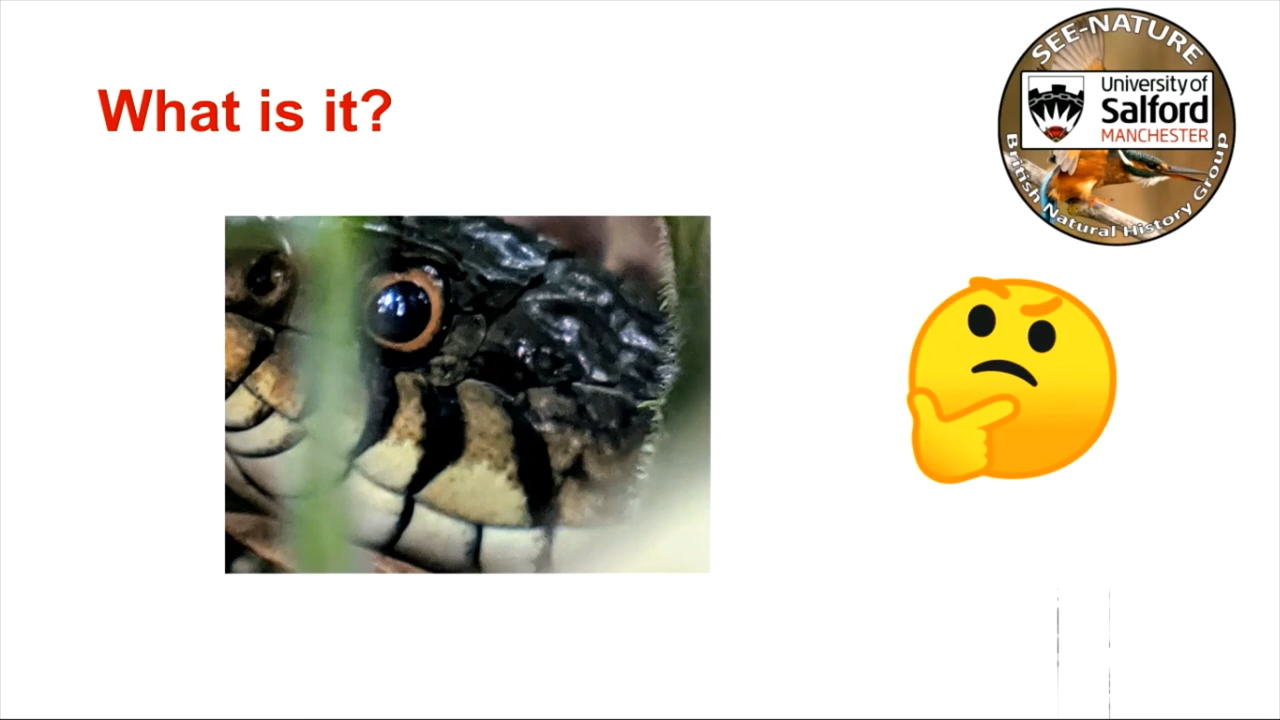 What is it?
SEE-NATURE
University of
Salford
MANCHESTER
British Natural History Group